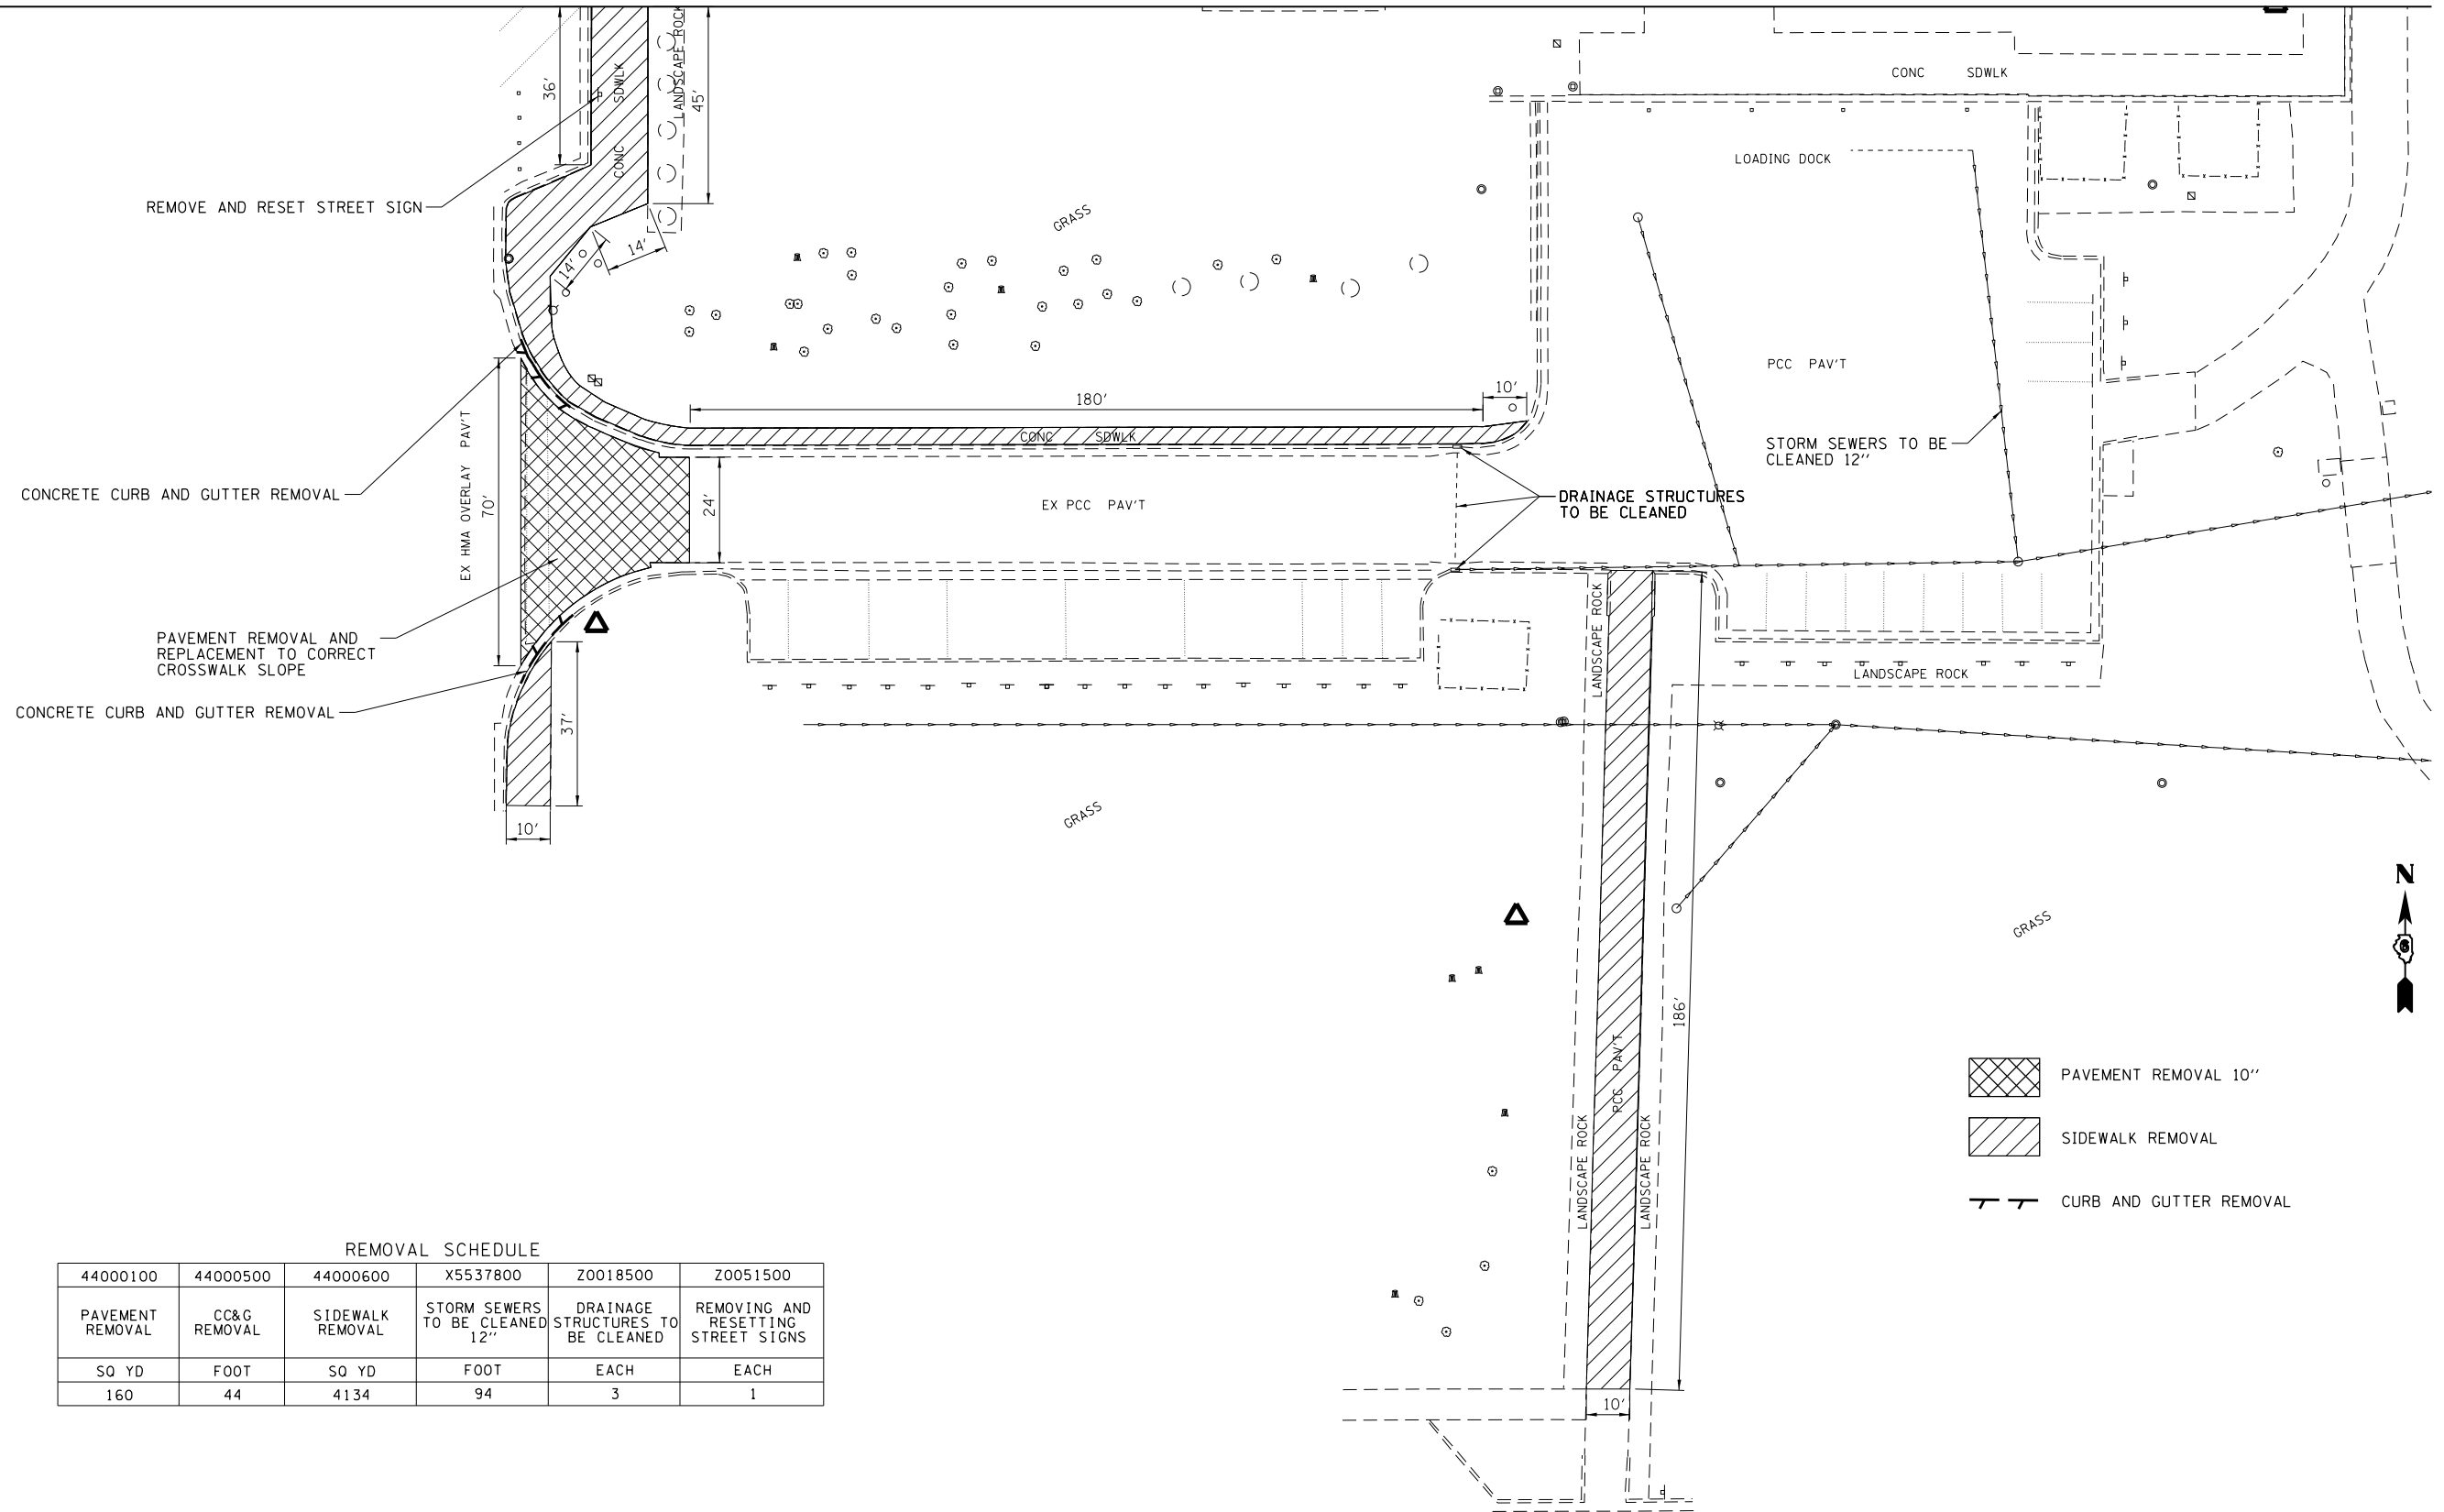 36'
CONC SDWLK
LANDSCAPE ROCK
45'
CONC SDWLK
REMOVE AND RESET STREET SIGN
LOADING DOCK
GRASS
14'
14'
PCC PAV'T
180'
10'
CONC SDWLK
STORM SEWERS TO BE
CLEANED 12''
EX HMA OVERLAY PAV'T
CONCRETE CURB AND GUTTER REMOVAL
70'
24'
EX PCC PAV'T
DRAINAGE STRUCTURES
TO BE CLEANED
PAVEMENT REMOVAL AND
REPLACEMENT TO CORRECT
CROSSWALK SLOPE
LANDSCAPE ROCK
LANDSCAPE ROCK
CONCRETE CURB AND GUTTER REMOVAL
37'
10'
GRASS
GRASS
N
6
186'
PCC PAV'T
LANDSCAPE ROCK
LANDSCAPE ROCK
10'
PAVEMENT REMOVAL 10''
SIDEWALK REMOVAL
CURB AND GUTTER REMOVAL
REMOVAL SCHEDULE
44000100 44000500 44000600 X5537800 Z0018500 Z0051500
PAVEMENT REMOVAL CC&G REMOVAL SIDEWALK REMOVAL STORM SEWERS TO BE CLEANED 12'' DRAINAGE STRUCTURES TO BE CLEANED REMOVING AND RESETTING STREET SIGNS
SQ YD FOOT SQ YD FOOT EACH EACH
160 44 4134 94 3 1